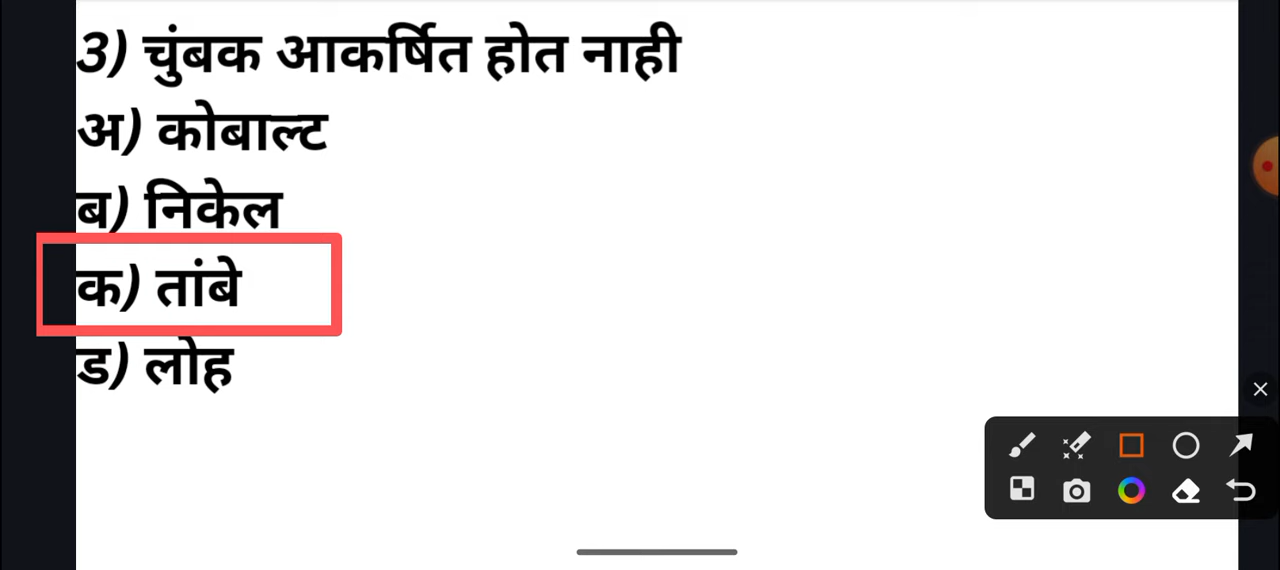 3) चुंबक आकर्षित होत नाही
अ) कोबाल्ट
ब) निकेल
क) तांबे
ड) लोह